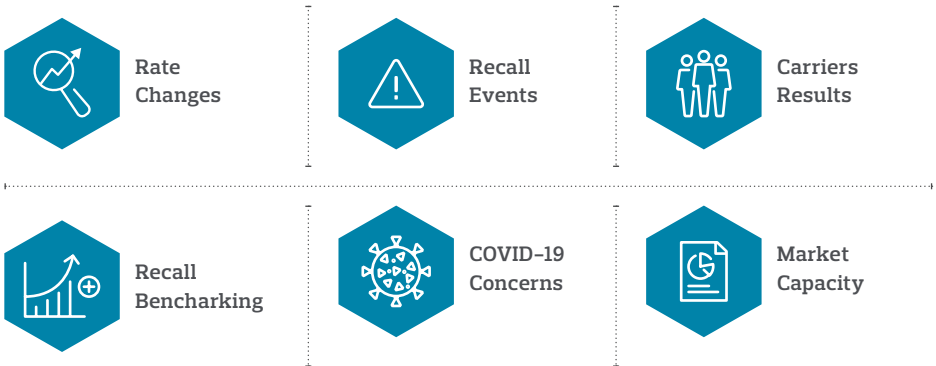 Rate
Changes
Recall
Events
Carriers
Results
Recall
Bencharking
COVID-19
Concerns
Market
Capacity